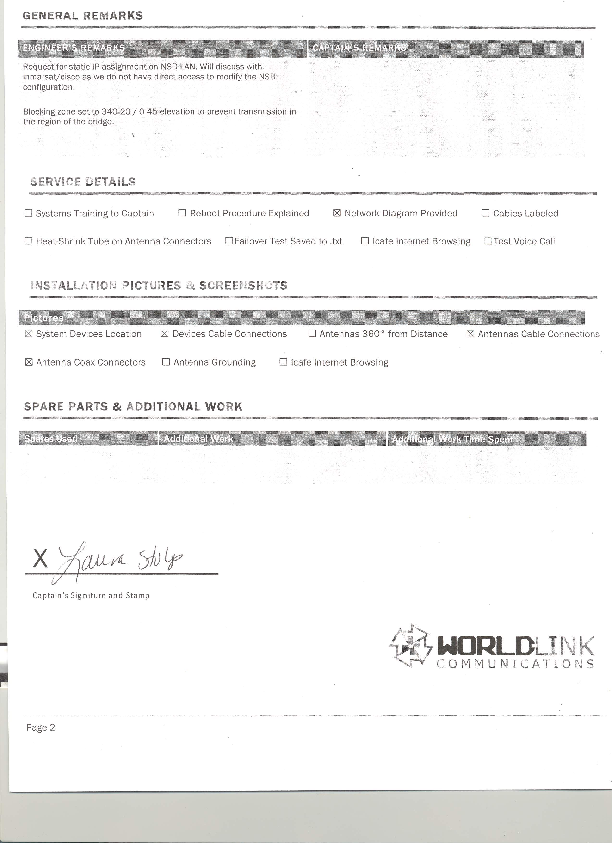 GENERAL REMARKS
ENGINEER'S REMARKS CAPTAIN'S REMARKS
Request for static IP assignment on NSD LAN. Will discuss with
inmarsat/disco as we do not have direct access to modify the NSD
configuration.
Blocking zone set to 340-20 / 0-45 elevation to prevent transmission in
the region of the bridge.
SERVICE DETAILS
☐ Systems Training to Captain ☐ Reboot Procedure Explained ☒ Network Diagram Provided ☐ Cables Labeled
☐ Heat Shrink Tube on Antenna Connectors ☐ Failover Test Saved to .txt ☐ Icafe Internet Browsing ☐ Test Voice Call
INSTALLATION PICTURES & SCREENSHOTS
Pictures
☒ System Devices Location ☒ Devices Cable Connections ☐ Antennas 360° from Distance ☒ Antennas Cable Connections
☒ Antenna Coax Connectors ☐ Antenna Grounding ☐ Icafe Internet Browsing
SPARE PARTS & ADDITIONAL WORK
Spares Used Additional Work Additional Work Time Spent
X Laura
Captain's Signiture and Stamp
WORLDLINK
COMMUNICATIONS
Page 2